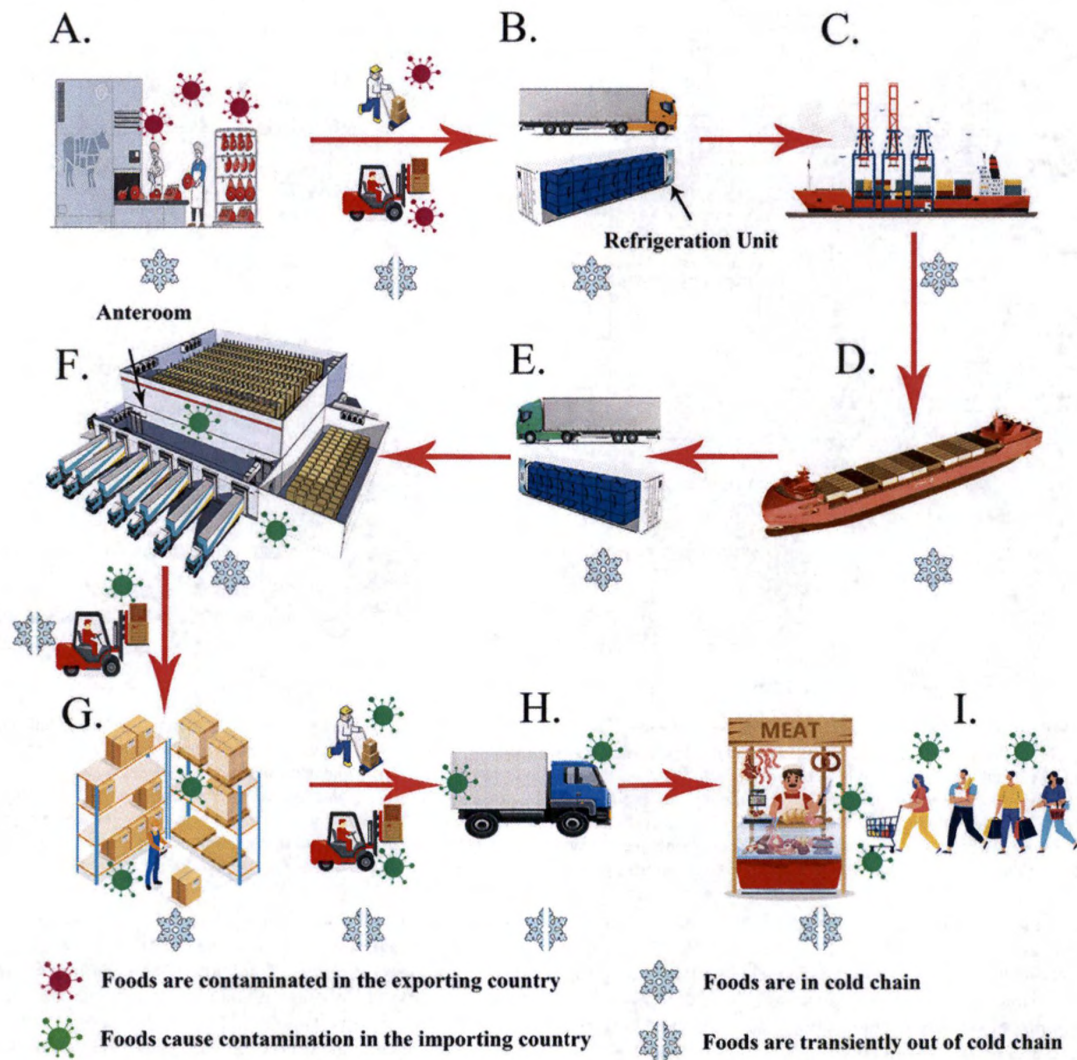 A.
B.
C.
Refrigeration Unit
Anteroom
F.
E.
D.
G.
H.
I.
MEAT
Foods are contaminated in the exporting country
Foods are in cold chain
Foods cause contamination in the importing country
Foods are transiently out of cold chain